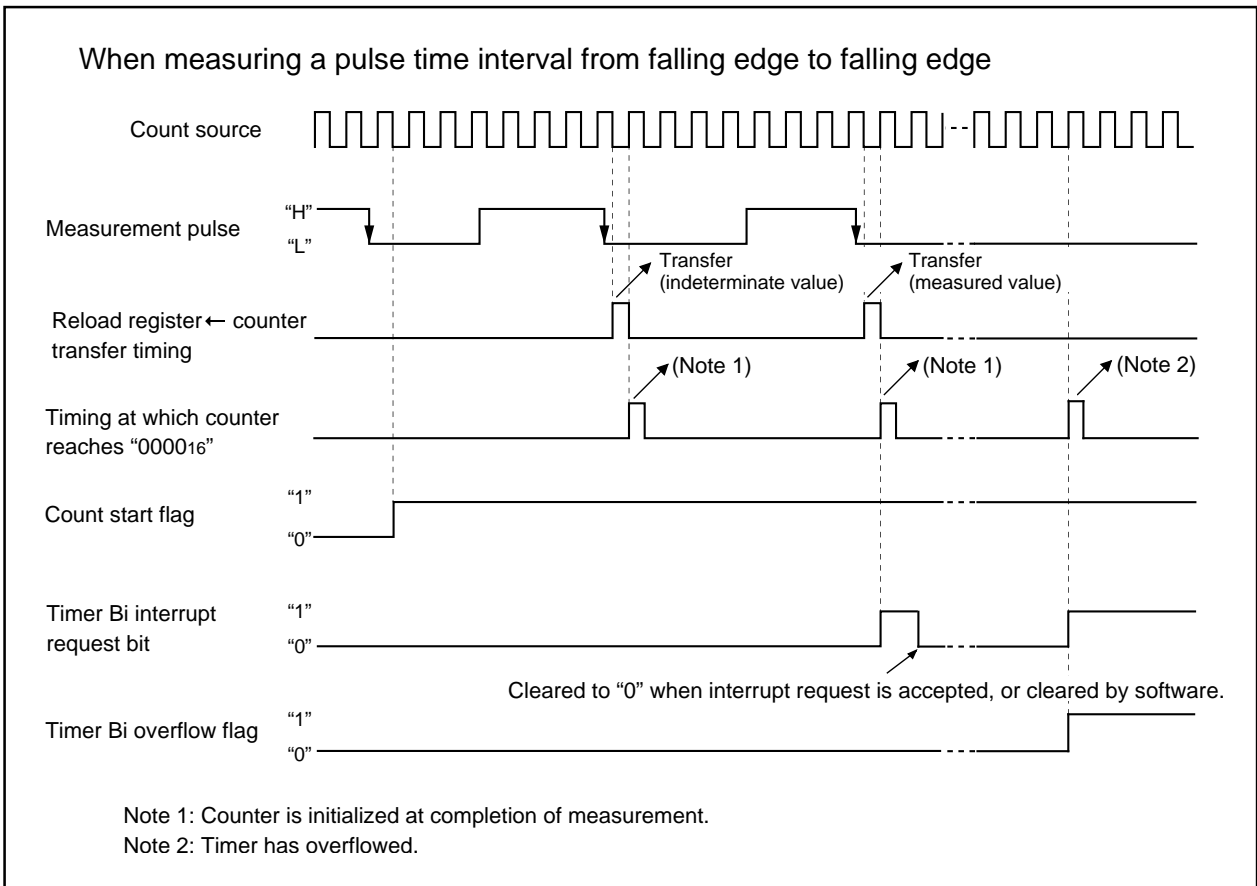 When measuring a pulse time interval from falling edge to falling edge
Count source
Measurement pulse
“H”
“L”
Transfer
(indeterminate value)
Transfer
(measured value)
Reload register ← counter
transfer timing
(Note 1)
(Note 1)
(Note 2)
Timing at which counter
reaches “000016”
Count start flag
“1”
“0”
Timer Bi interrupt
request bit
“1”
“0”
Cleared to “0” when interrupt request is accepted, or cleared by software.
Timer Bi overflow flag
“1”
“0”
Note 1: Counter is initialized at completion of measurement.
Note 2: Timer has overflowed.